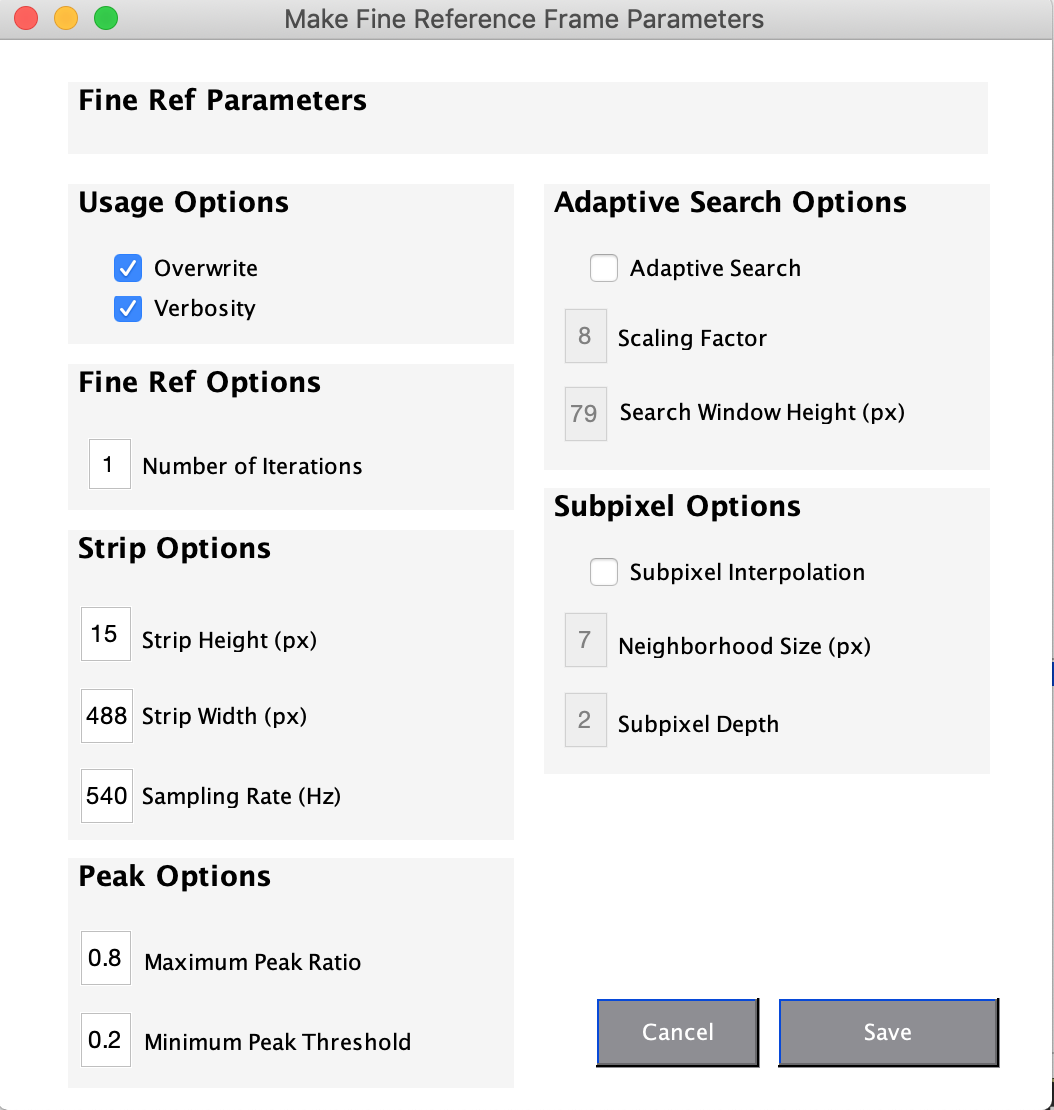 Make Fine Reference Frame Parameters
Fine Ref Parameters
Usage Options
Overwrite
Verbosity
Fine Ref Options
1 Number of Iterations
Strip Options
15 Strip Height (px)
488 Strip Width (px)
540 Sampling Rate (Hz)
Peak Options
0.8 Maximum Peak Ratio
0.2 Minimum Peak Threshold
Adaptive Search Options
Adaptive Search
8 Scaling Factor
79 Search Window Height (px)
Subpixel Options
Subpixel Interpolation
7 Neighborhood Size (px)
2 Subpixel Depth
Cancel
Save